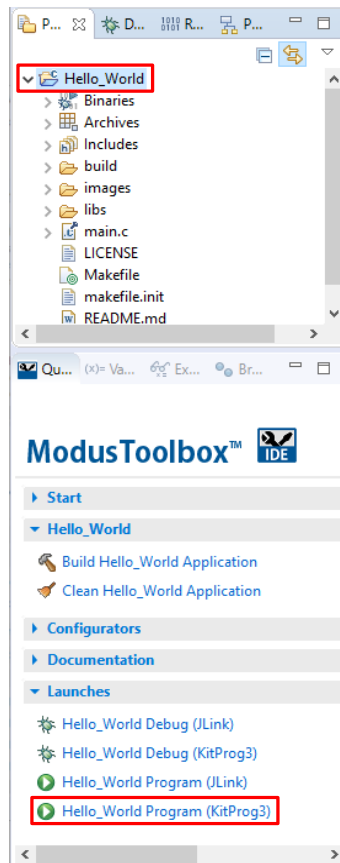 P... D... R... P...
Hello_World
Binaries
Archives
Includes
build
images
libs
main.c
LICENSE
Makefile
makefile.init
README.md
Qu... (x)= Va... Ex... Br...
ModusToolbox™ IDE
Start
Hello_World
Build Hello_World Application
Clean Hello_World Application
Configurators
Documentation
Launches
Hello_World Debug (JLink)
Hello_World Debug (KitProg3)
Hello_World Program (JLink)
Hello_World Program (KitProg3)